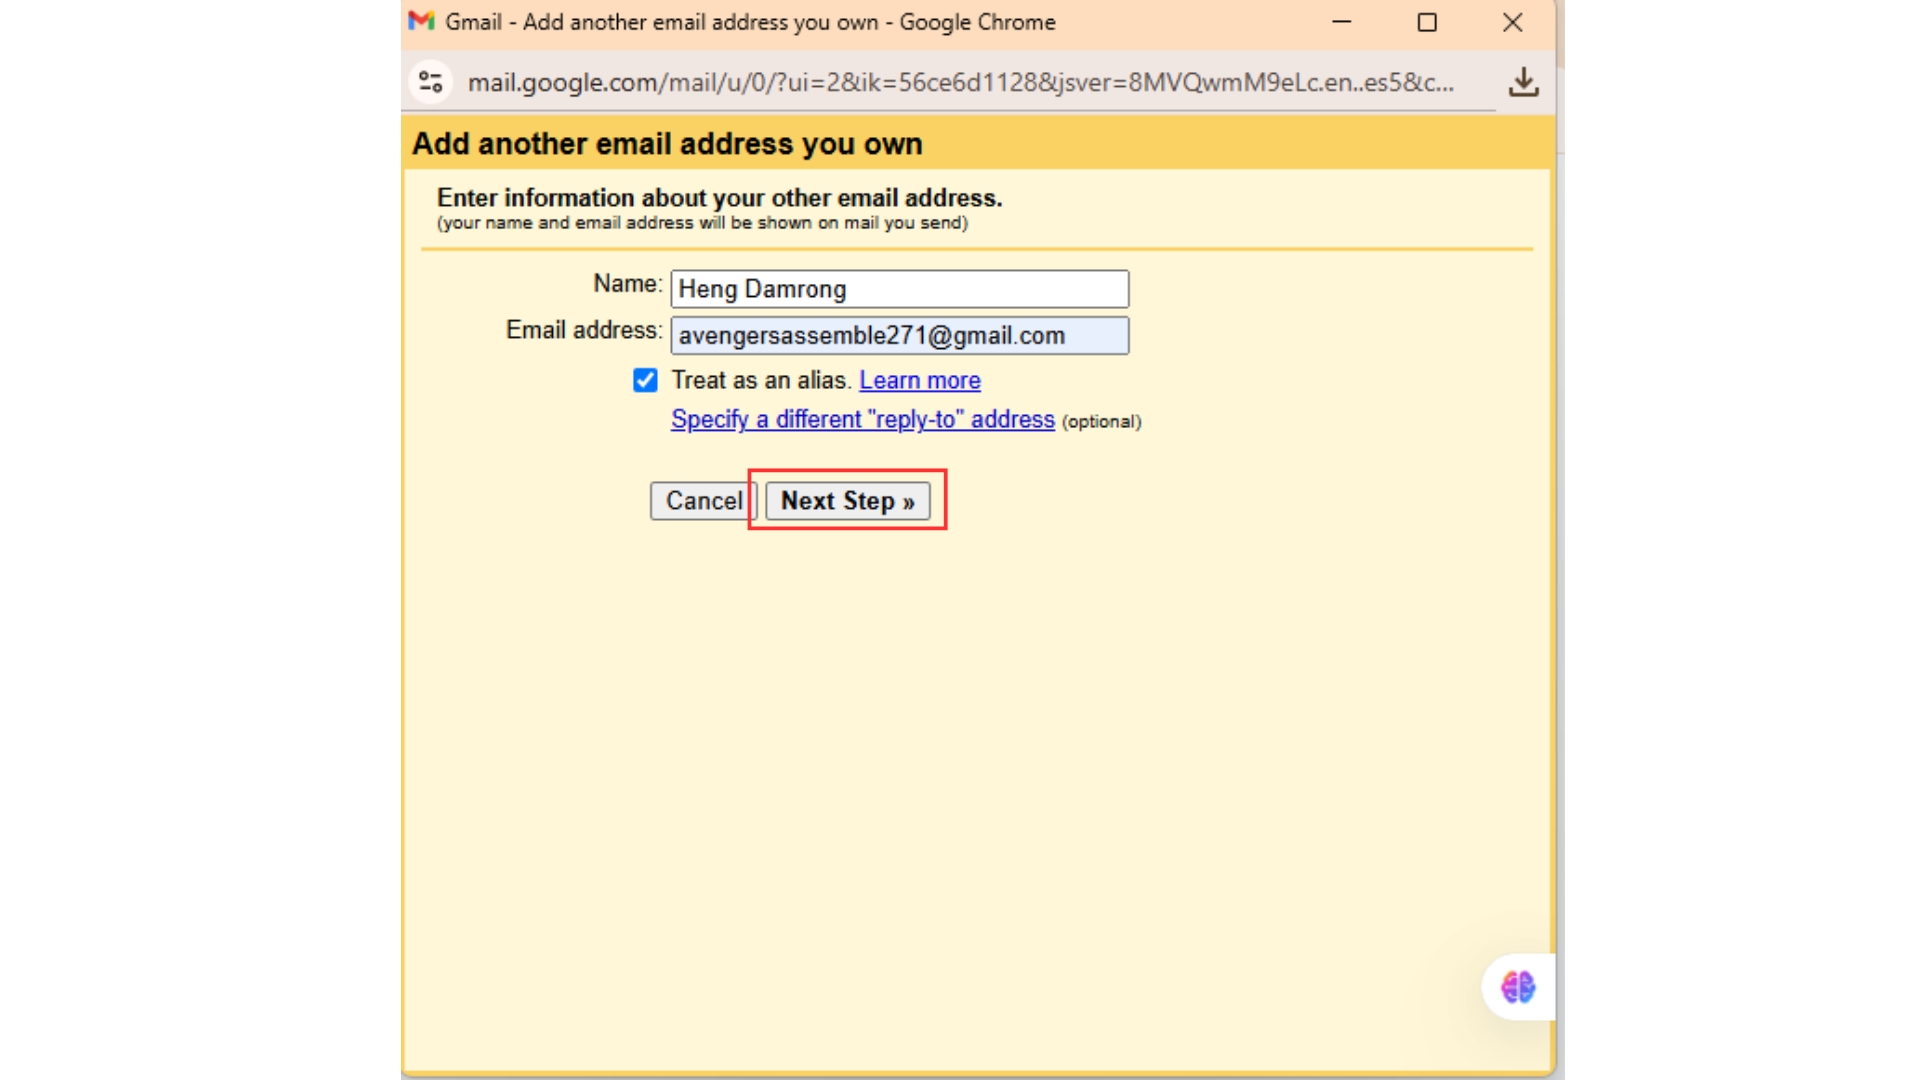 Gmail - Add another email address you own - Google Chrome
mail.google.com/mail/u/0/?ui=2&ik=56ce6d1128&jsver=8MVQwmM9eLc.en..es5&c...
Add another email address you own
Enter information about your other email address.
(your name and email address will be shown on mail you send)
Name: Heng Damrong
Email address: avengersassemble271@gmail.com
Treat as an alias. Learn more
Specify a different "reply-to" address (optional)
Cancel Next Step »